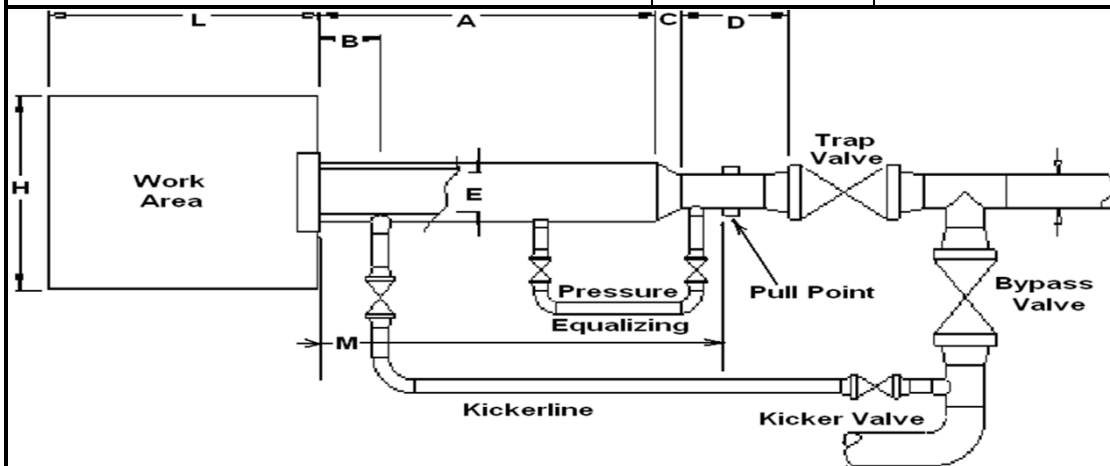 L
A
C
D
B
Trap
Valve
H
Work
Area
E
Pressure
Equalizing
Pull Point
Bypass
Valve
M
Kickerline
Kicker Valve